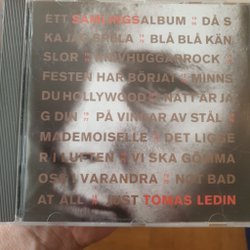 ETT SAMLINGSALBUM • DÅ S
KA JAG SPELA • BLÅ BLÅ KÄN
SLOR • KNVHUGGARROCK •
FESTEN HAR BÖRJAT • MINNS
DU HOLLYWOOD • NATT ÄR JA
G DIN • PÅ VINGAR AV STÅL •
MADEMOISELLE • DET LIGGE
R I LUFTEN • VI SKA GÖMMA
OSS I VARANDRA • NOT BAD
AT ALL • JUST TOMAS LEDIN